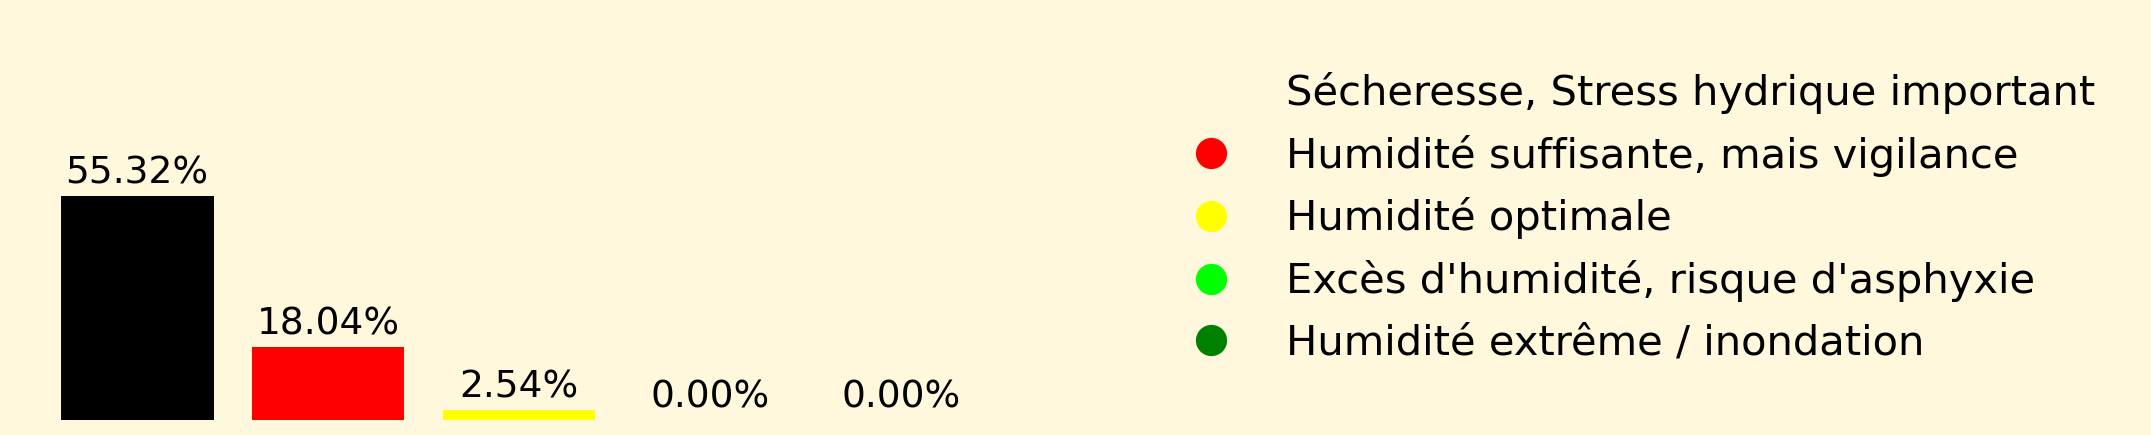 55.32%
18.04%
2.54%
0.00%
0.00%
Sécheresse, Stress hydrique important
Humidité suffisante, mais vigilance
Humidité optimale
Excès d'humidité, risque d'asphyxie
Humidité extrême / inondation